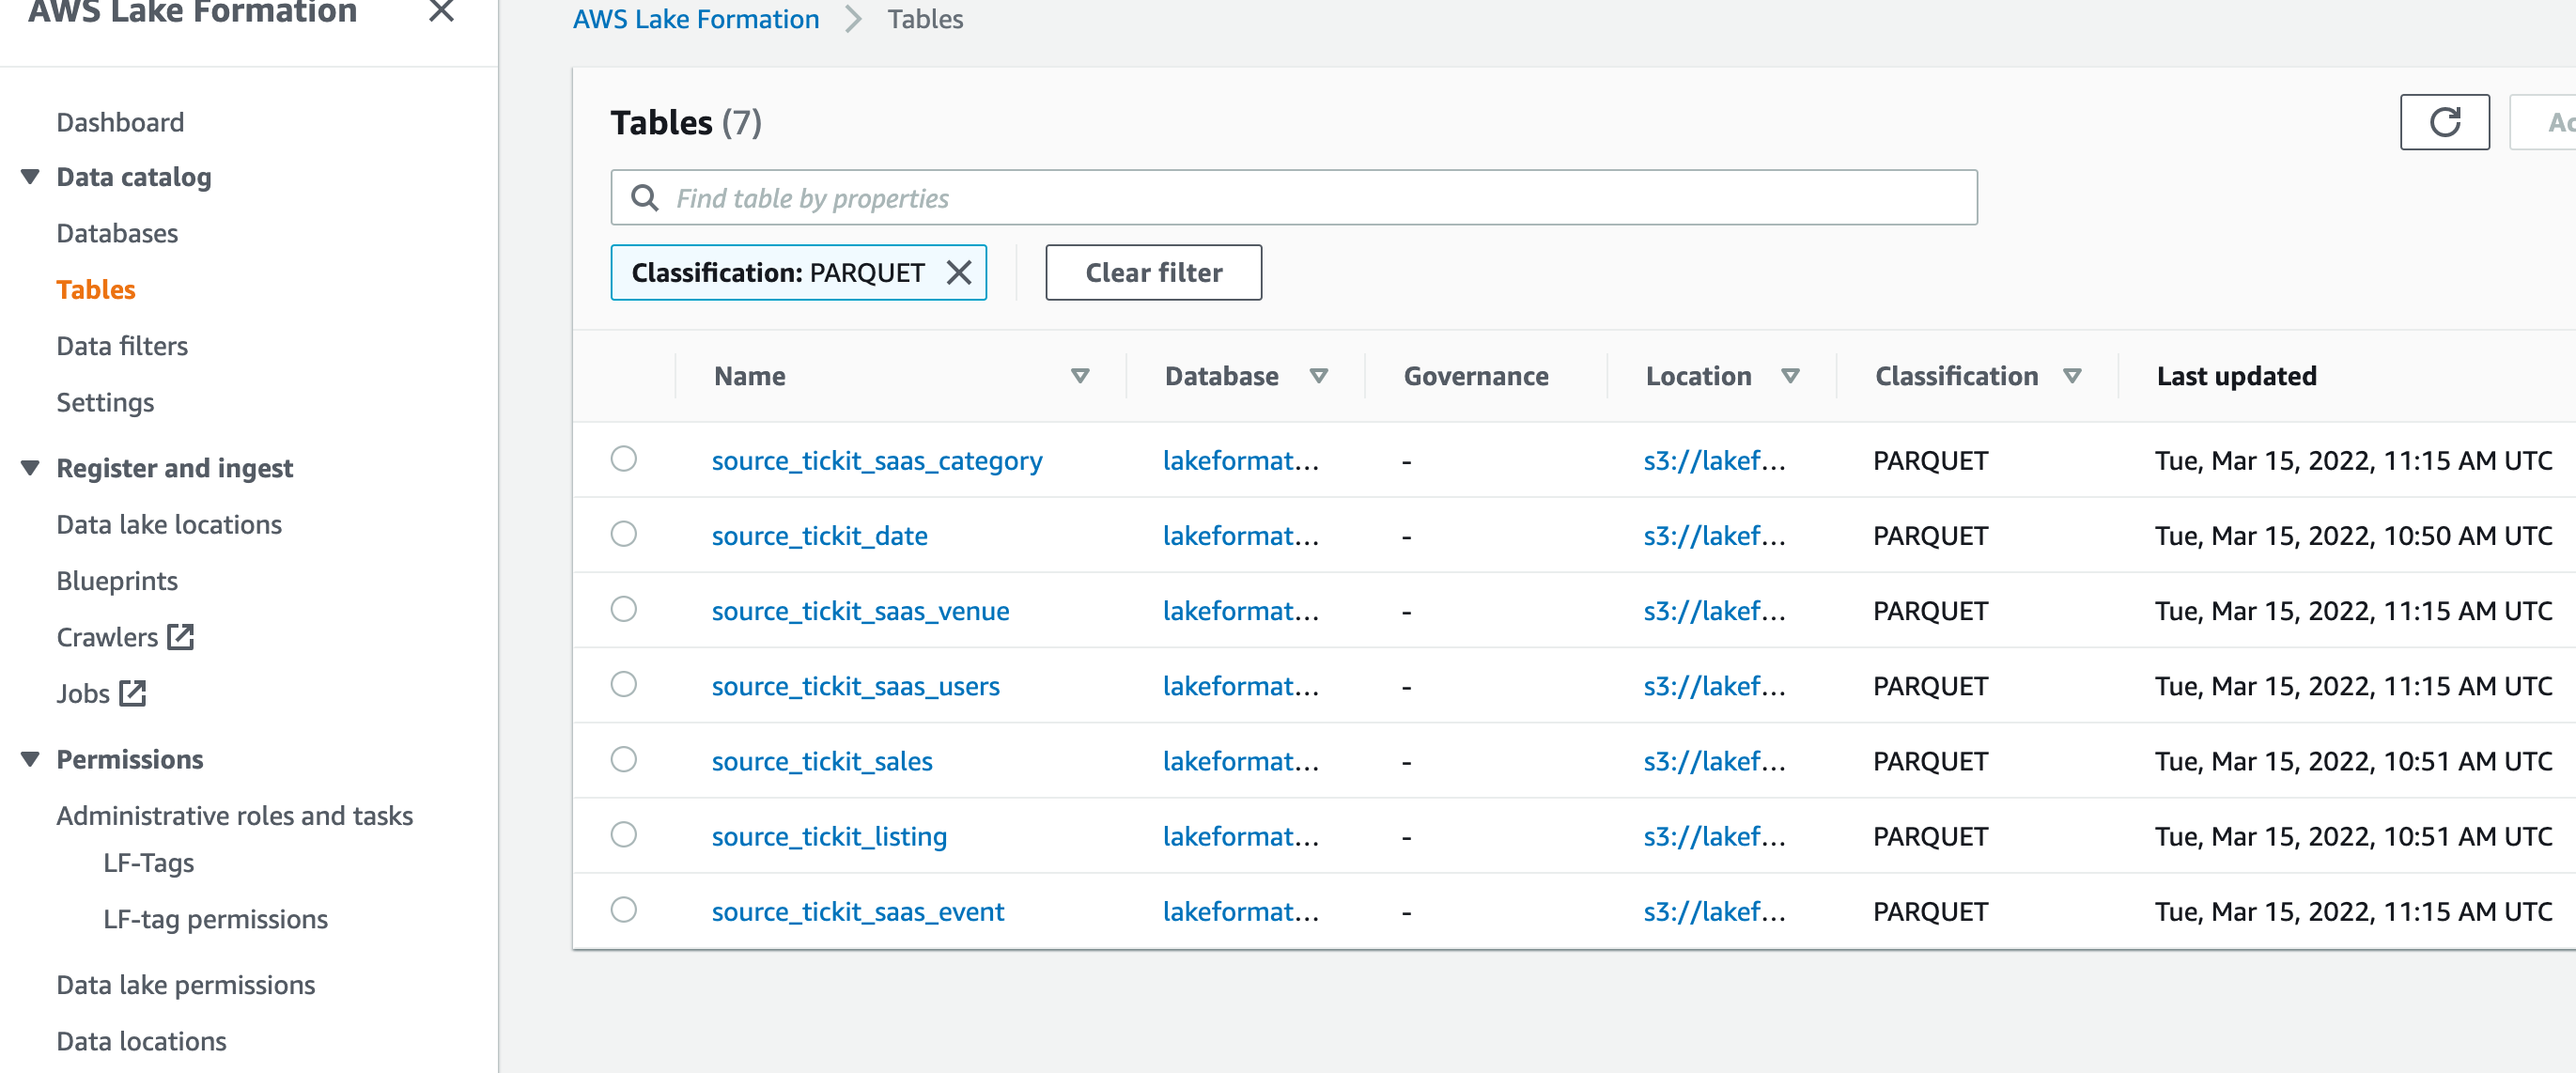 AWS Lake Formation
Dashboard
Data catalog
Databases
Tables
Data filters
Settings
Register and ingest
Data lake locations
Blueprints
Crawlers
Jobs
Permissions
Administrative roles and tasks
LF-Tags
LF-tag permissions
Data lake permissions
Data locations
AWS Lake Formation > Tables
Tables (7)
Ac
Find table by properties
Classification: PARQUET Clear filter
Name Database Governance Location Classification Last updated
source_tickit_saas_category lakeformat... - s3://lakef... PARQUET Tue, Mar 15, 2022, 11:15 AM UTC
source_tickit_date lakeformat... - s3://lakef... PARQUET Tue, Mar 15, 2022, 10:50 AM UTC
source_tickit_saas_venue lakeformat... - s3://lakef... PARQUET Tue, Mar 15, 2022, 11:15 AM UTC
source_tickit_saas_users lakeformat... - s3://lakef... PARQUET Tue, Mar 15, 2022, 11:15 AM UTC
source_tickit_sales lakeformat... - s3://lakef... PARQUET Tue, Mar 15, 2022, 10:51 AM UTC
source_tickit_listing lakeformat... - s3://lakef... PARQUET Tue, Mar 15, 2022, 10:51 AM UTC
source_tickit_saas_event lakeformat... - s3://lakef... PARQUET Tue, Mar 15, 2022, 11:15 AM UTC